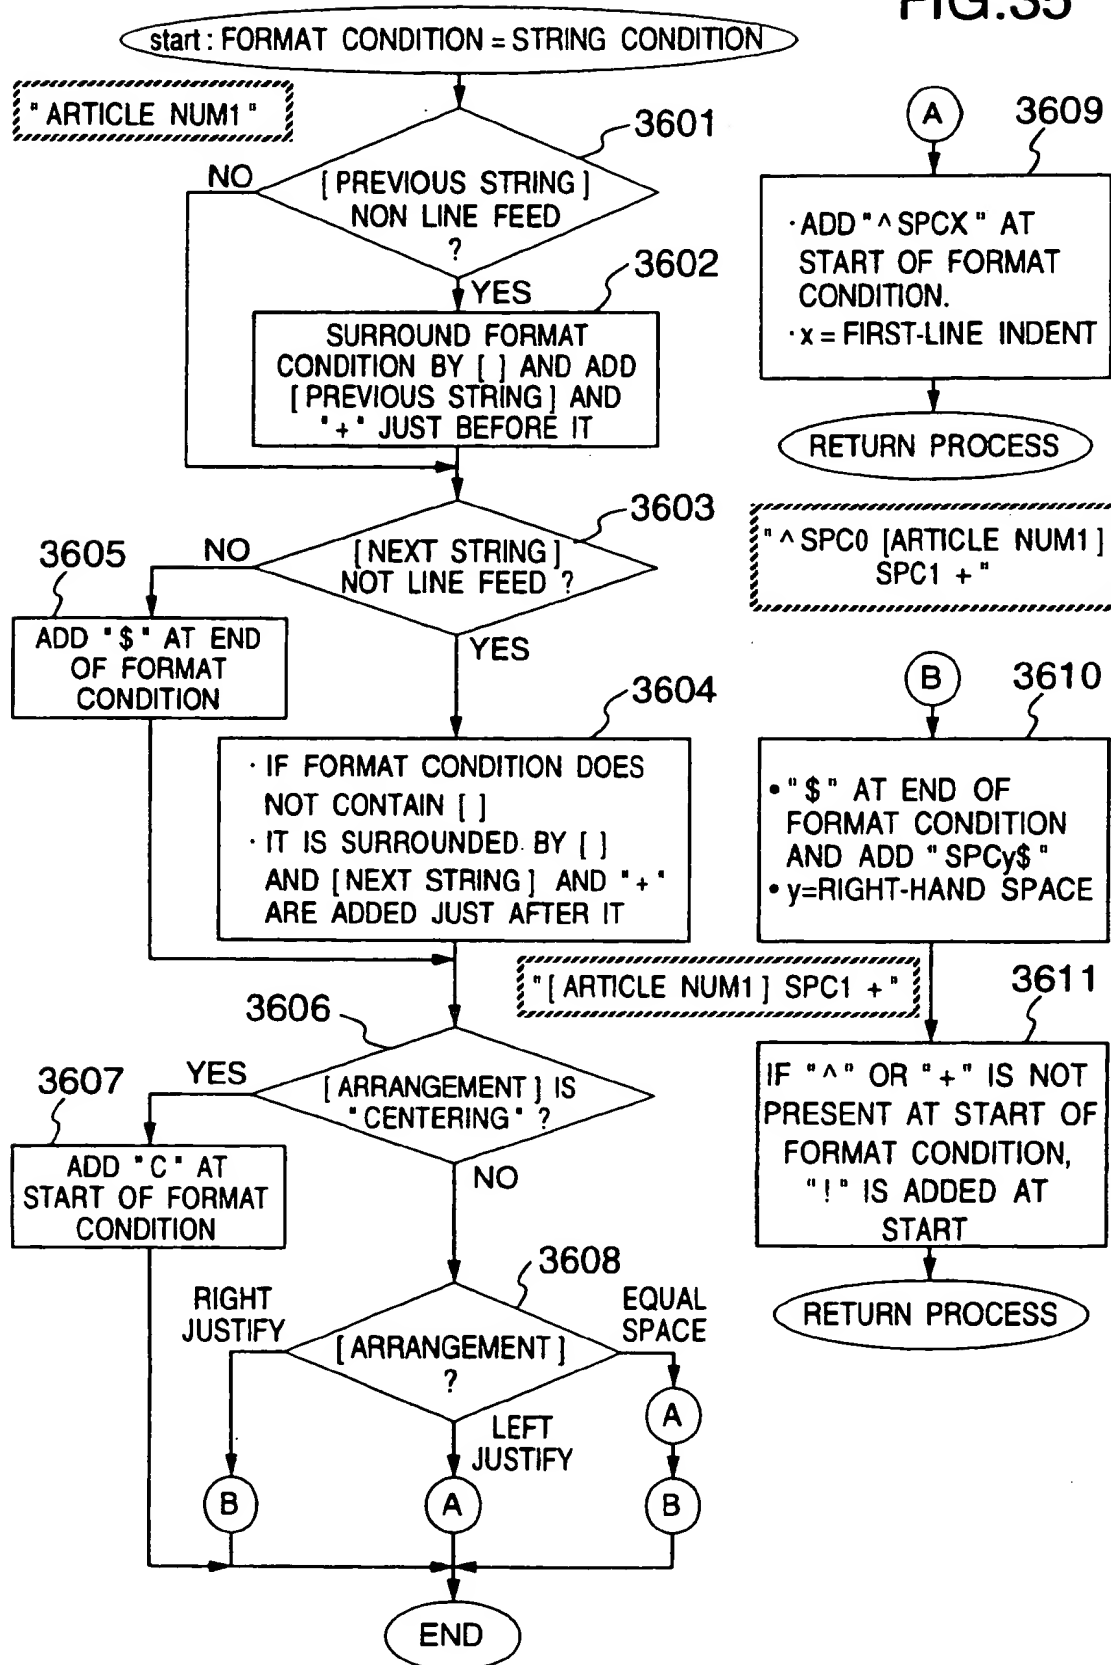 FIG.35
start : FORMAT CONDITION = STRING CONDITION
"ARTICLE NUM1"
3601
NO
[PREVIOUS STRING]
NON LINE FEED
?
3602
YES
SURROUND FORMAT
CONDITION BY [ ] AND ADD
[PREVIOUS STRING] AND
"+" JUST BEFORE IT
3603
3605
NO
[NEXT STRING]
NOT LINE FEED ?
ADD "$" AT END
OF FORMAT
CONDITION
YES
3604
· IF FORMAT CONDITION DOES
NOT CONTAIN [ ]
· IT IS SURROUNDED BY [ ]
AND [NEXT STRING] AND "+"
ARE ADDED JUST AFTER IT
"[ARTICLE NUM1] SPC1 +"
3606
3607
YES
[ARRANGEMENT] IS
"CENTERING" ?
ADD "C" AT
START OF FORMAT
CONDITION
NO
3608
RIGHT
JUSTIFY
EQUAL
SPACE
[ARRANGEMENT]
?
LEFT
JUSTIFY
A
B
A
B
END
A
3609
· ADD "^SPCX" AT
START OF FORMAT
CONDITION.
· x = FIRST-LINE INDENT
RETURN PROCESS
"^SPC0 [ARTICLE NUM1]
SPC1 +"
B
3610
• "$" AT END OF
FORMAT CONDITION
AND ADD "SPCy$"
• y=RIGHT-HAND SPACE
3611
IF "^" OR "+" IS NOT
PRESENT AT START OF
FORMAT CONDITION,
"!" IS ADDED AT
START
RETURN PROCESS